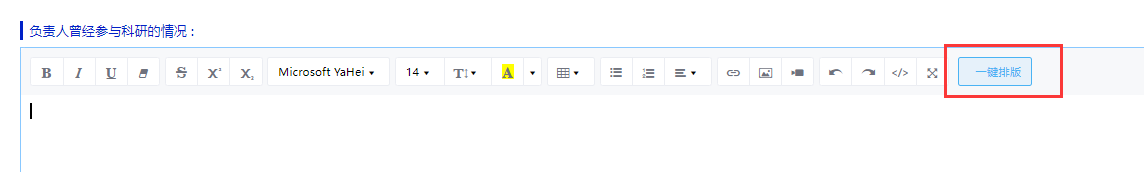 负责人曾经参与科研的情况：
B I U S X² X₂ Microsoft YaHei 14 T A </> 一键排版